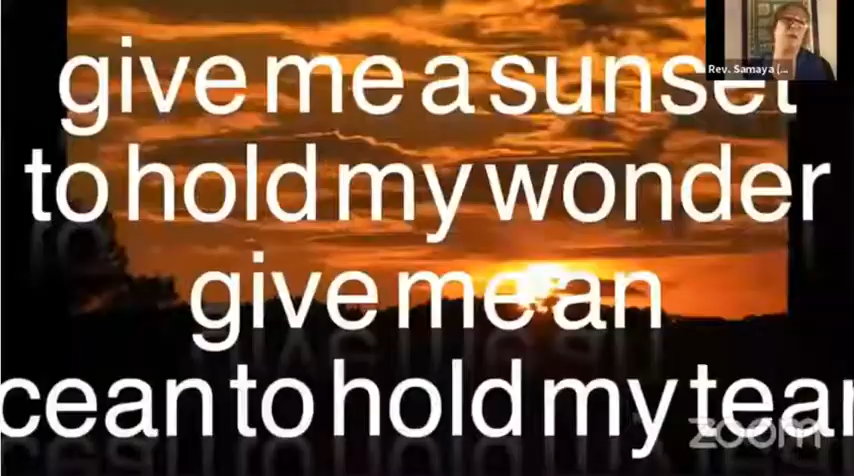 give me a sunset
to hold my wonder
give me an
cean to hold my tear
Rev. Samaya (...
zoom